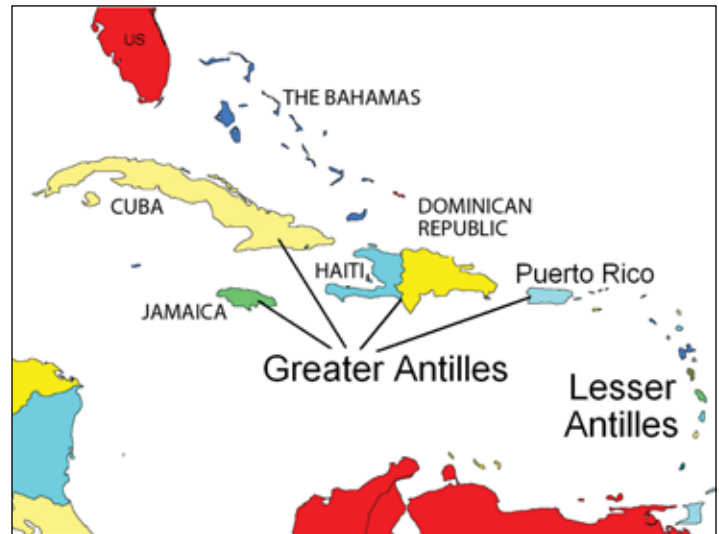 US
THE BAHAMAS
CUBA
DOMINICAN
REPUBLIC
HAITI
Puerto Rico
JAMAICA
Greater Antilles
Lesser
Antilles